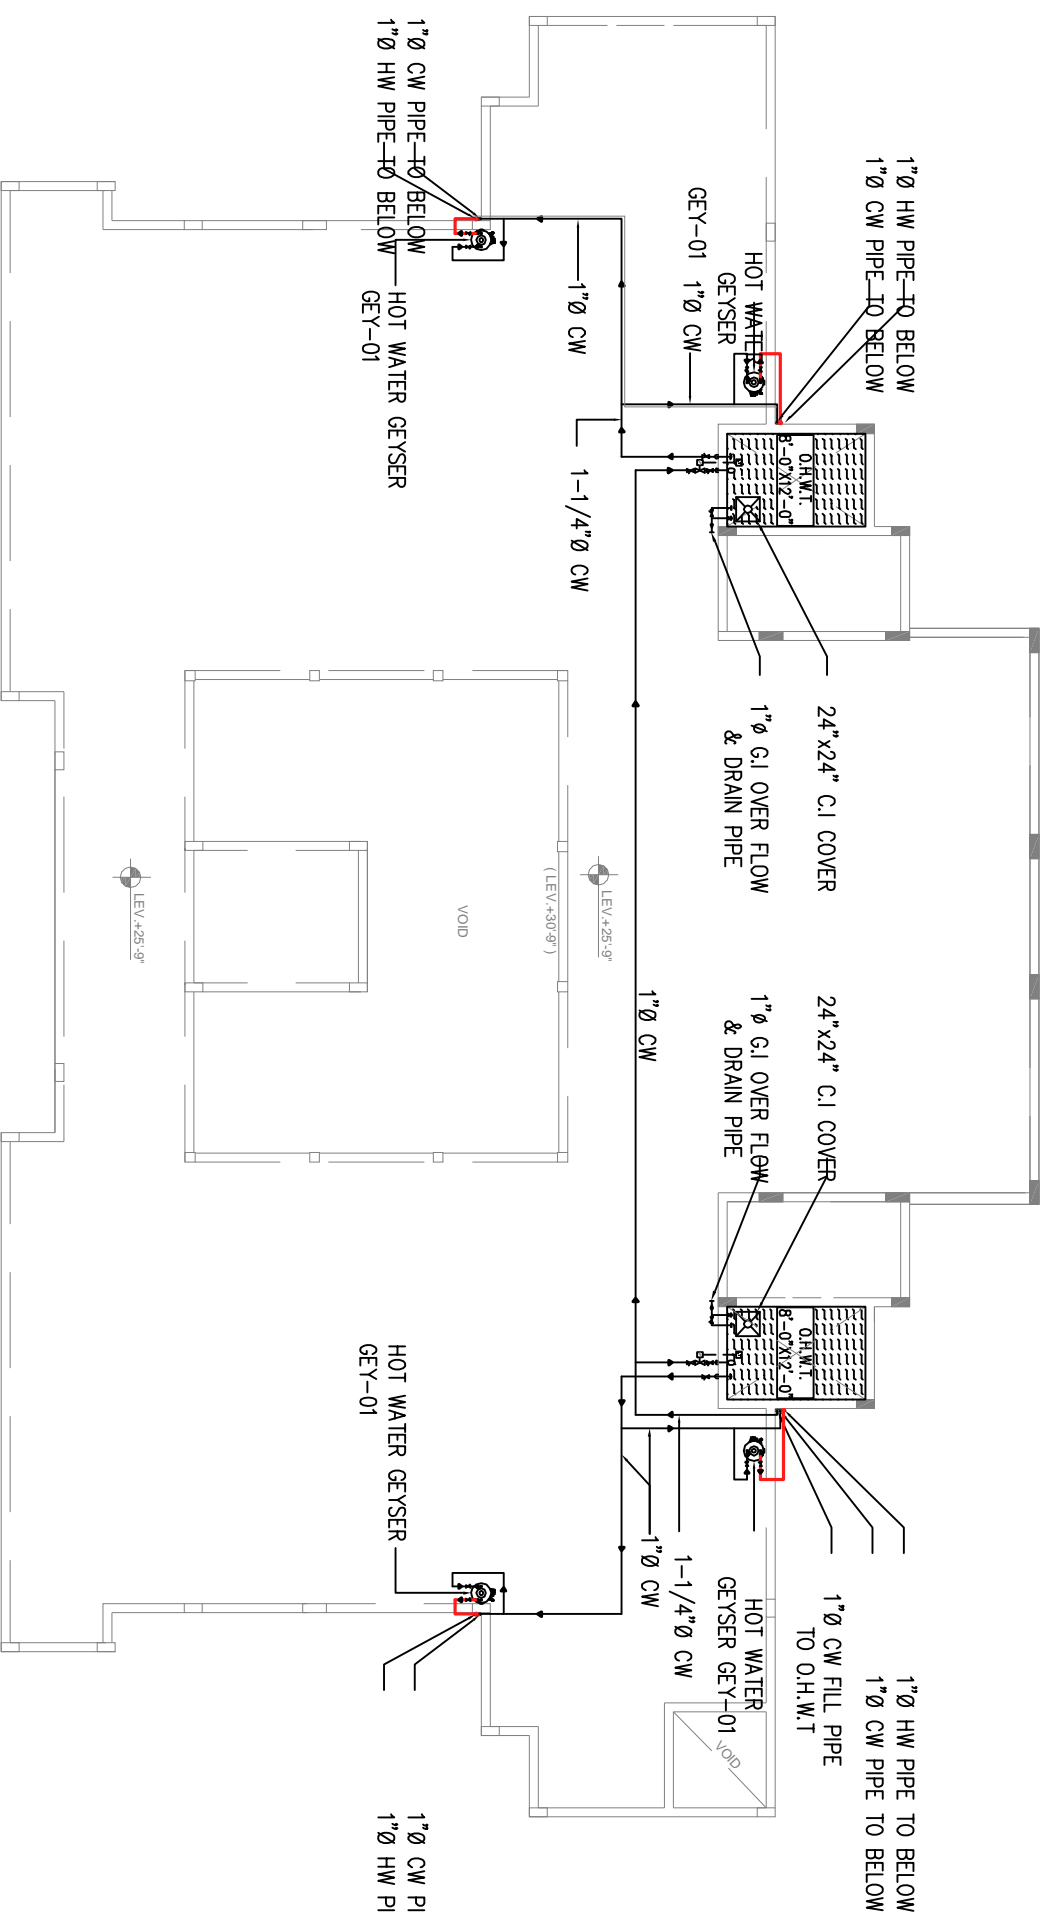 1"Ø HW PIPE TO BELOW
1"Ø CW PIPE TO BELOW
HOT WATER
GEYSER
GEY-01
1"Ø CW
1"Ø CW PIPE TO BELOW
1"Ø HW PIPE TO BELOW
1"Ø CW
HOT WATER GEYSER
GEY-01
1-1/4"Ø CW
O.H.W.T.
8'-0"X12'-0"
24"x24" C.I COVER
1"Ø G.I OVER FLOW
& DRAIN PIPE
LEV.+25'-9"
(LEV.+30'-9")
VOID
LEV.+25'-9"
1"Ø CW
24"x24" C.I COVER
1"Ø G.I OVER FLOW
& DRAIN PIPE
O.H.W.T.
8'-0"X12'-0"
HOT WATER GEYSER
GEY-01
1"Ø HW PIPE TO BELOW
1"Ø CW PIPE TO BELOW
1"Ø CW FILL PIPE
TO O.H.W.T
HOT WATER
GEYSER GEY-01
1-1/4"Ø CW
1"Ø CW
VOID
1"Ø CW PI
1"Ø HW PI